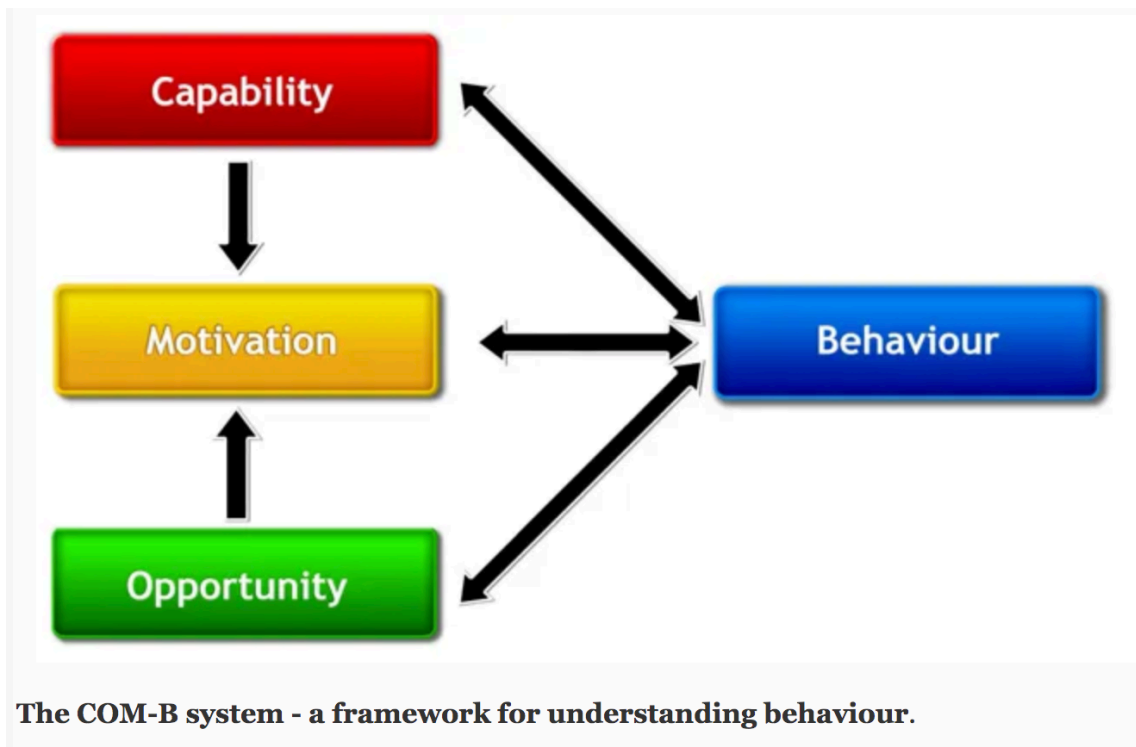 Capability
Motivation
Behaviour
Opportunity
The COM-B system - a framework for understanding behaviour.